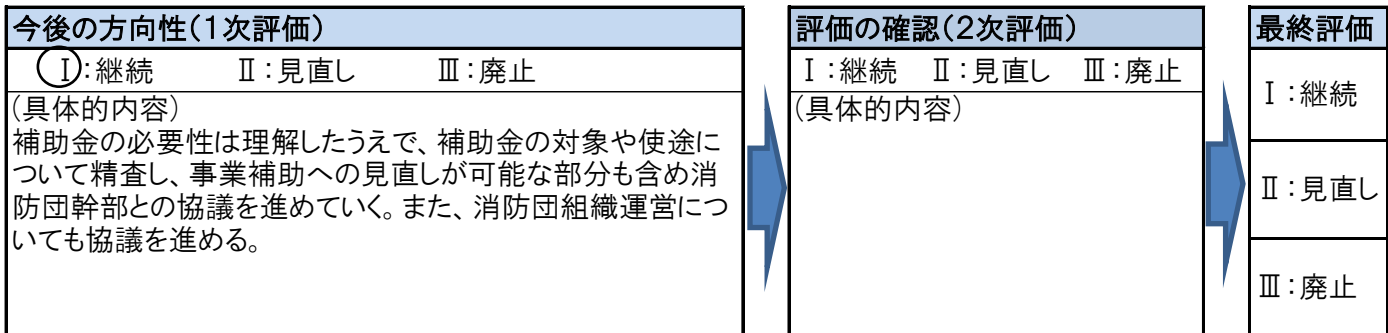 今後の方向性(1次評価)
Ⅰ:継続 Ⅱ:見直し Ⅲ:廃止
(具体的内容)
補助金の必要性は理解したうえで、補助金の対象や使途に
ついて精査し、事業補助への見直しが可能な部分も含め消
防団幹部との協議を進めていく。また、消防団組織運営につ
いても協議を進める。
評価の確認(2次評価)
Ⅰ:継続 Ⅱ:見直し Ⅲ:廃止
(具体的内容)
最終評価
Ⅰ:継続
Ⅱ:見直し
Ⅲ:廃止